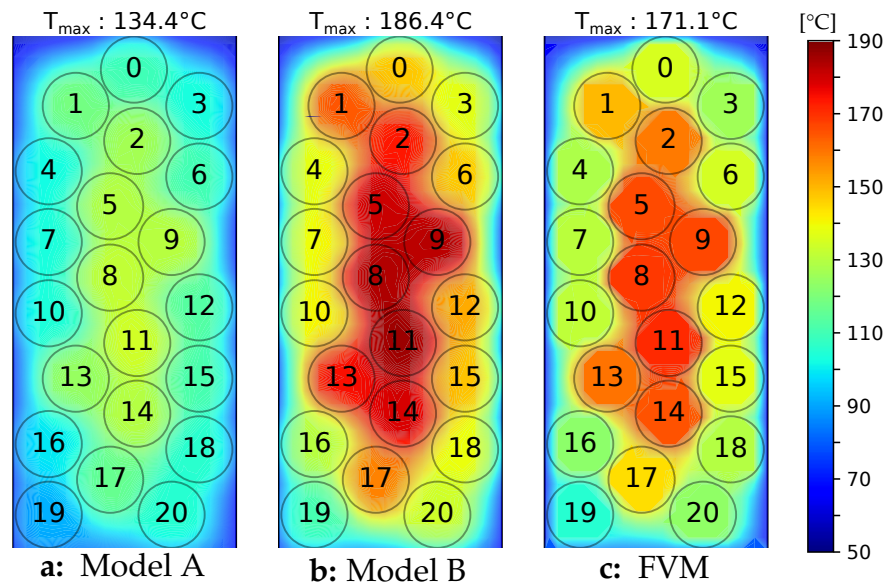 T_max : 134.4°C T_max : 186.4°C T_max : 171.1°C [°C]
0 0 0 190
1 3 1 3 1 3
2 2 2 170
4 6 4 6 4 6
5 5 5 150
7 9 7 9 7 9
8 8 8 130
10 12 10 12 10 12
11 11 11 110
13 15 13 15 13 15
14 14 14 90
16 18 16 18 16 18
17 17 17 70
19 20 19 20 19 20
50
a: Model A b: Model B c: FVM